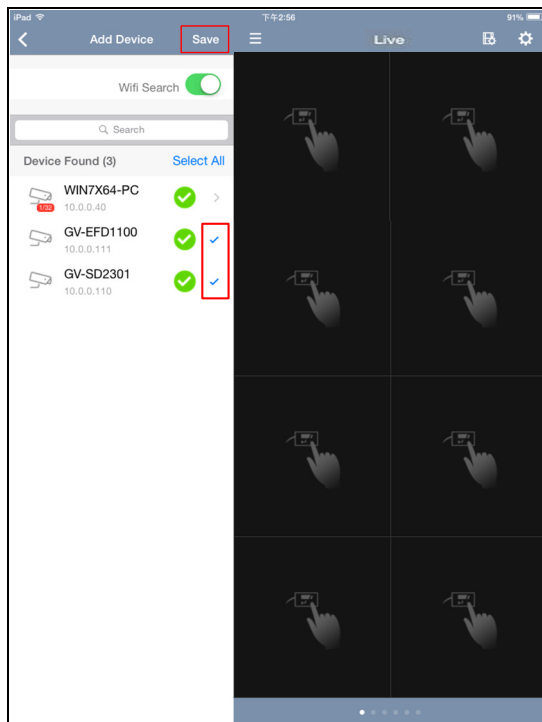 iPad 下午2:56 91%
Add Device Save Live
Wifi Search
Search
Device Found (3) Select All
WIN7X64-PC
1/32
10.0.0.40
GV-EFD1100
10.0.0.111
GV-SD2301
10.0.0.110